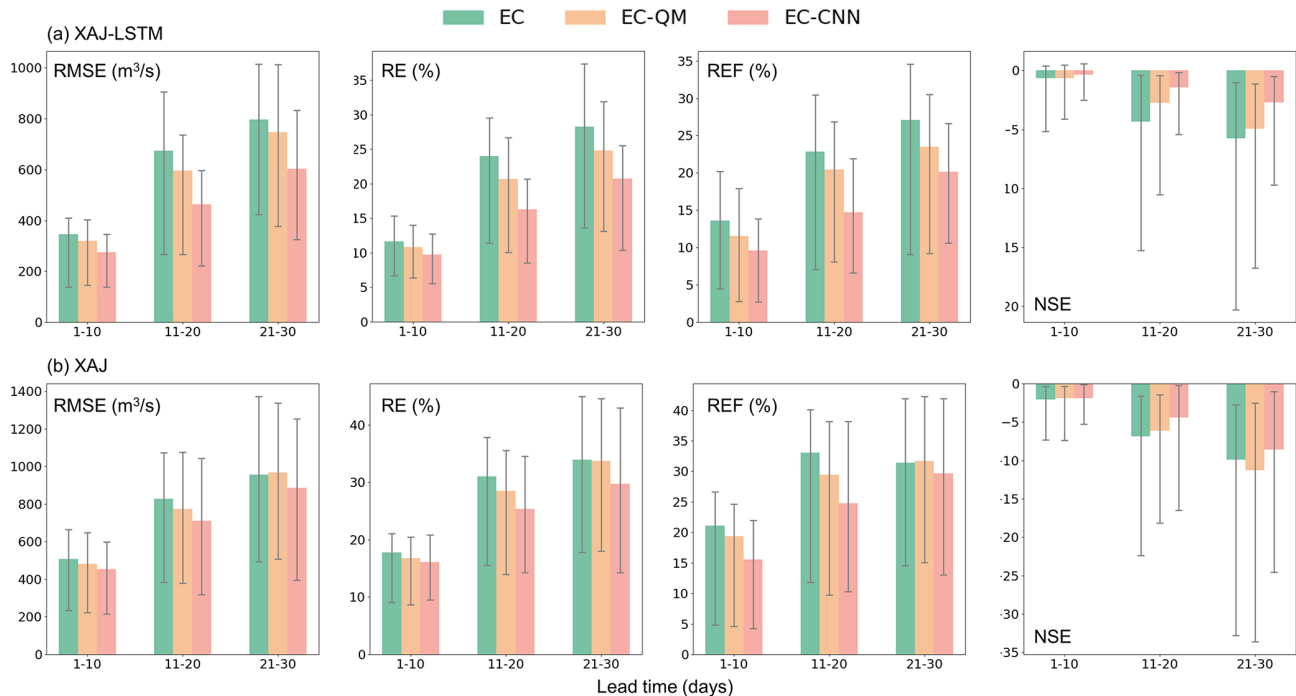 EC EC-QM EC-CNN
(a) XAJ-LSTM
RMSE (m³/s)
1000
800
600
400
200
0
1-10 11-20 21-30
RE (%)
35
30
25
20
15
10
5
0
1-10 11-20 21-30
REF (%)
35
30
25
20
15
10
5
0
1-10 11-20 21-30
0
−5
10
15
20
NSE
1-10 11-20 21-30
(b) XAJ
RMSE (m³/s)
1400
1200
1000
800
600
400
200
0
1-10 11-20 21-30
RE (%)
40
30
20
10
0
1-10 11-20 21-30
REF (%)
40
35
30
25
20
15
10
5
0
1-10 11-20 21-30
0
−5
−10
−15
−20
−25
−30
−35
NSE
1-10 11-20 21-30
Lead time (days)